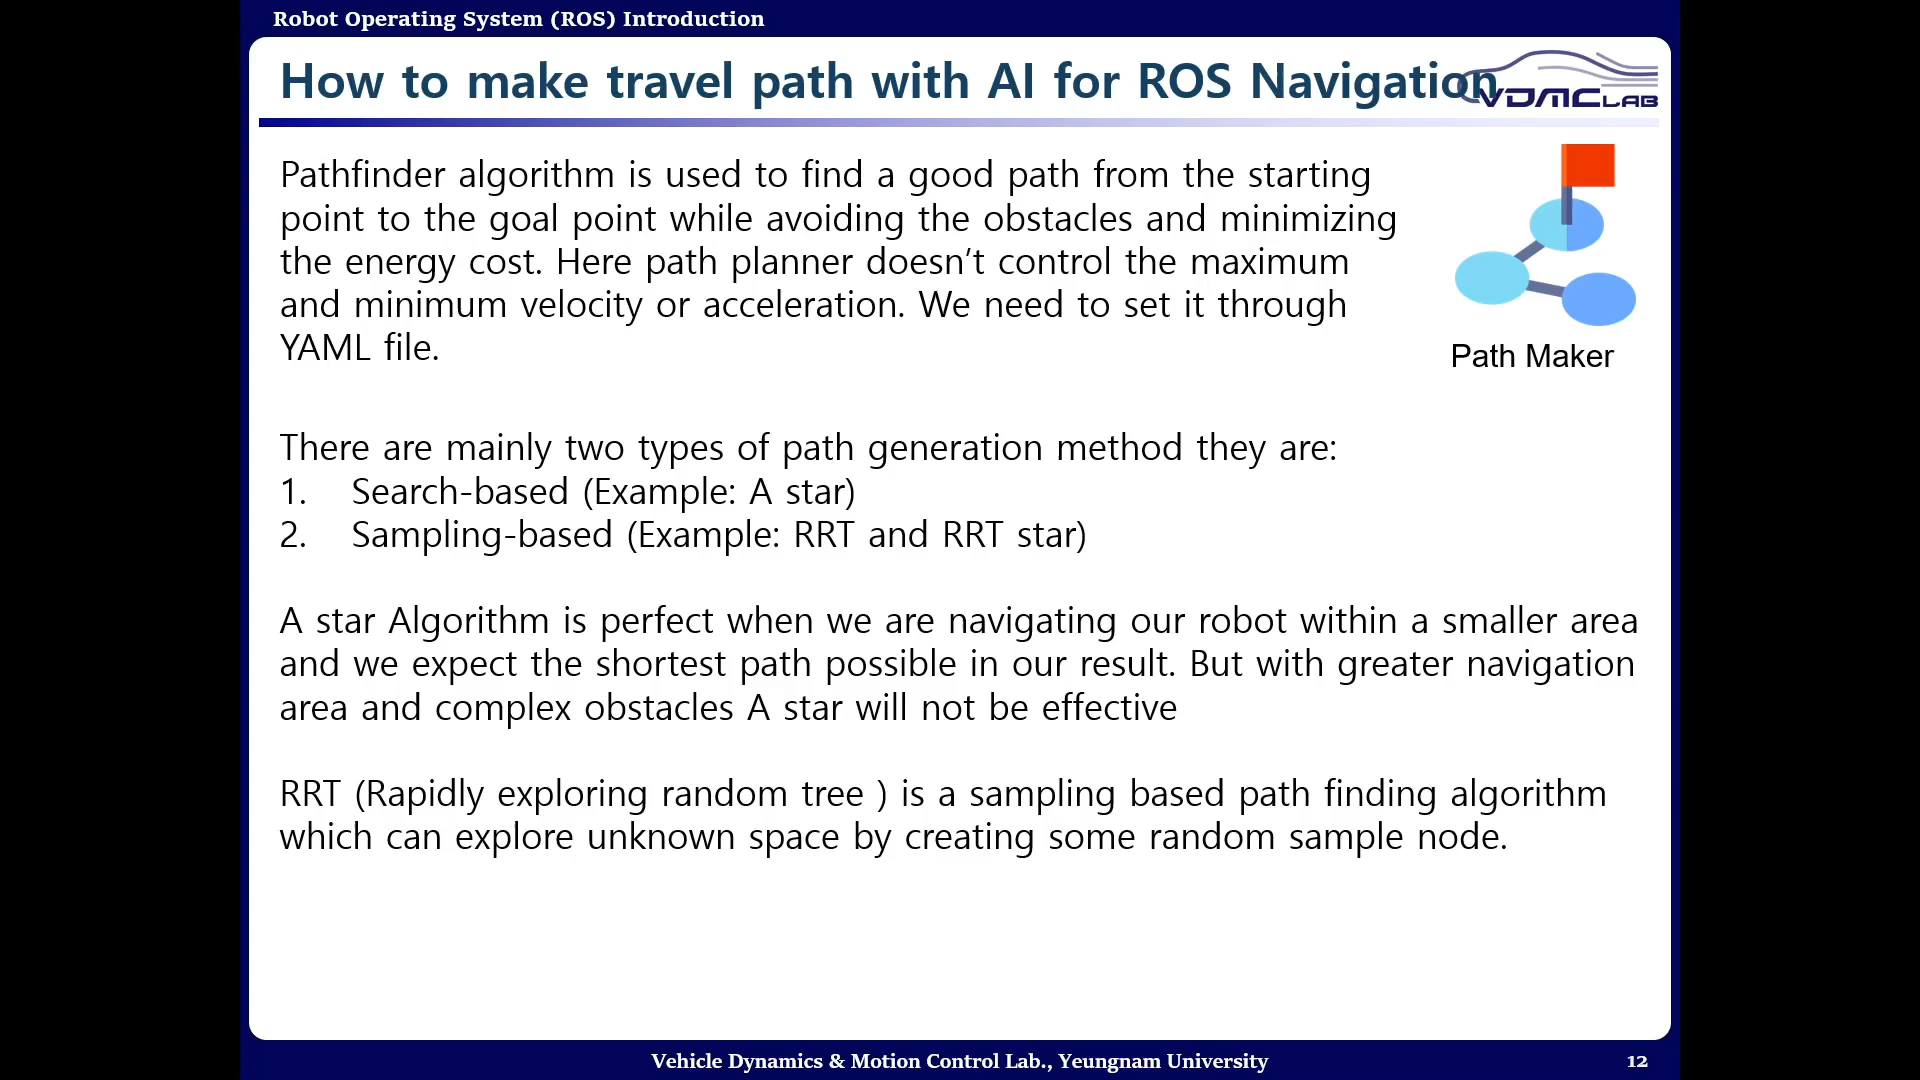 Robot Operating System (ROS) Introduction
How to make travel path with AI for ROS Navigation
VDMC LAB
Pathfinder algorithm is used to find a good path from the starting
point to the goal point while avoiding the obstacles and minimizing
the energy cost. Here path planner doesn’t control the maximum
and minimum velocity or acceleration. We need to set it through
YAML file.
Path Maker
There are mainly two types of path generation method they are:
1. Search-based (Example: A star)
2. Sampling-based (Example: RRT and RRT star)
A star Algorithm is perfect when we are navigating our robot within a smaller area
and we expect the shortest path possible in our result. But with greater navigation
area and complex obstacles A star will not be effective
RRT (Rapidly exploring random tree ) is a sampling based path finding algorithm
which can explore unknown space by creating some random sample node.
Vehicle Dynamics & Motion Control Lab., Yeungnam University
12